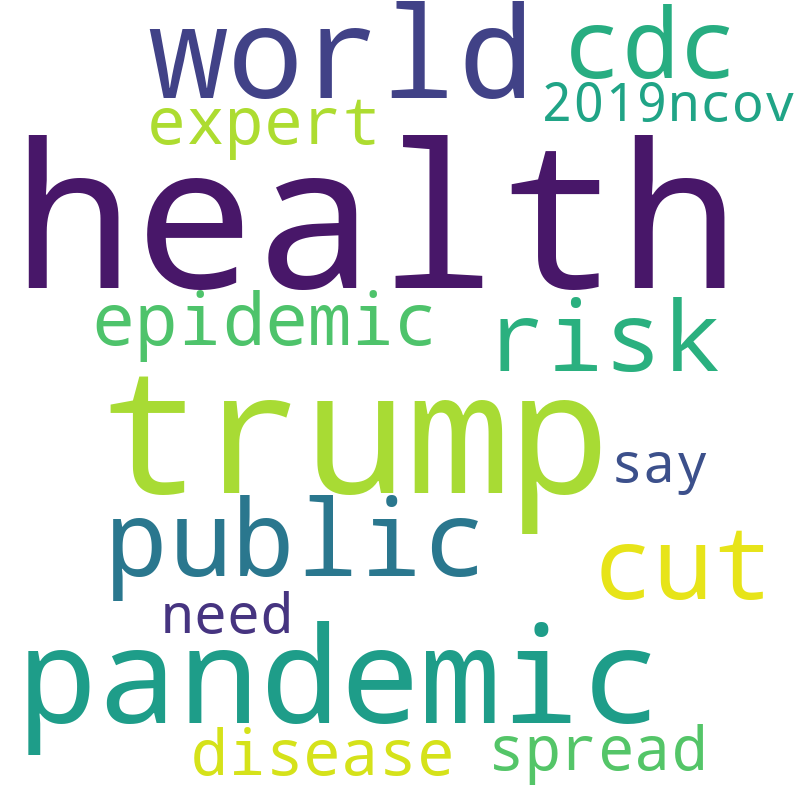 world cdc
expert 2019ncov
health
epidemic risk
trump
say
public cut
need
pandemic
disease spread